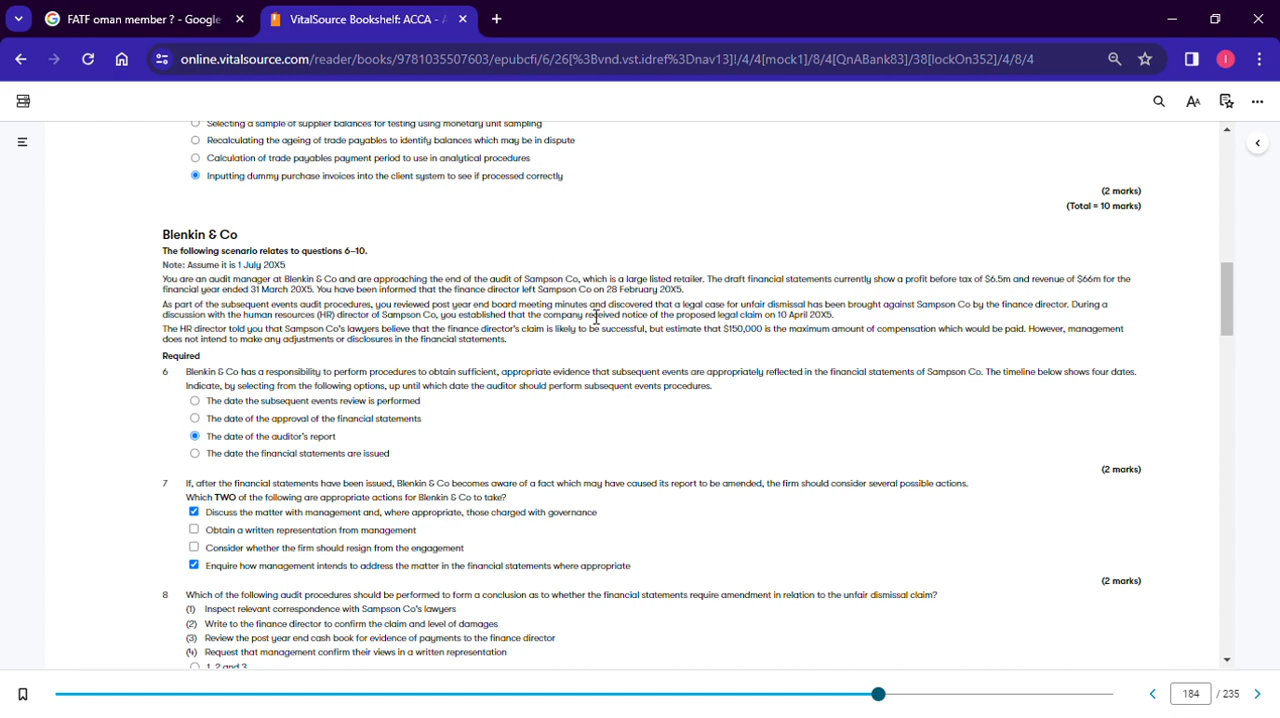 FATF oman member ? - Google
VitalSource Bookshelf: ACCA -
online.vitalsource.com/reader/books/9781035507603/epubcfi/6/26[%3Bvnd.vst.idref%3Dnav13]!/4/4[mock1]/8/4[QnABank83]/38[lockOn352]/4/8/4
I
AA
Selecting a sample of supplier balances for testing using monetary unit sampling
Recalculating the ageing of trade payables to identify balances which may be in dispute
Calculation of trade payables payment period to use in analytical procedures
Inputting dummy purchase invoices into the client system to see if processed correctly
(2 marks)
(Total = 10 marks)
Blenkin & Co
The following scenario relates to questions 6–10.
Note: Assume it is 1 July 20X5
You are an audit manager at Blenkin & Co and are approaching the end of the audit of Sampson Co, which is a large listed retailer. The draft financial statements currently show a profit before tax of $6.5m and revenue of $66m for the
financial year ended 31 March 20X5. You have been informed that the finance director left Sampson Co on 28 February 20X5.
As part of the subsequent events audit procedures, you reviewed post year end board meeting minutes and discovered that a legal case for unfair dismissal has been brought against Sampson Co by the finance director. During a
discussion with the human resources (HR) director of Sampson Co, you established that the company received notice of the proposed legal claim on 10 April 20X5.
The HR director told you that Sampson Co's lawyers believe that the finance director's claim is likely to be successful, but estimate that $150,000 is the maximum amount of compensation which would be paid. However, management
does not intend to make any adjustments or disclosures in the financial statements.
Required
6 Blenkin & Co has a responsibility to perform procedures to obtain sufficient, appropriate evidence that subsequent events are appropriately reflected in the financial statements of Sampson Co. The timeline below shows four dates.
Indicate, by selecting from the following options, up until which date the auditor should perform subsequent events procedures.
The date the subsequent events review is performed
The date of the approval of the financial statements
The date of the auditor's report
The date the financial statements are issued
(2 marks)
7 If, after the financial statements have been issued, Blenkin & Co becomes aware of a fact which may have caused its report to be amended, the firm should consider several possible actions.
Which TWO of the following are appropriate actions for Blenkin & Co to take?
Discuss the matter with management and, where appropriate, those charged with governance
Obtain a written representation from management
Consider whether the firm should resign from the engagement
Enquire how management intends to address the matter in the financial statements where appropriate
(2 marks)
8 Which of the following audit procedures should be performed to form a conclusion as to whether the financial statements require amendment in relation to the unfair dismissal claim?
(1) Inspect relevant correspondence with Sampson Co's lawyers
(2) Write to the finance director to confirm the claim and level of damages
(3) Review the post year end cash book for evidence of payments to the finance director
(4) Request that management confirm their views in a written representation
1, 2 and 3
184 / 235